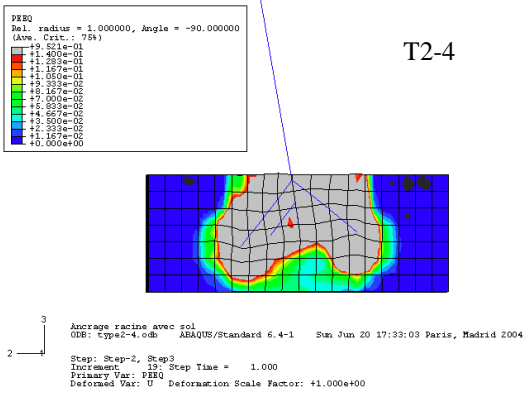 PEEQ
Rel. radius = 1.000000, Angle = -90.000000
(Ave. Crit.: 75%)
+9.521e-01
+1.400e-01
+1.283e-01
+1.167e-01
+1.050e-01
+9.333e-02
+8.167e-02
+7.000e-02
+5.833e-02
+4.667e-02
+3.500e-02
+2.333e-02
+1.167e-02
+0.000e+00
T2-4
3
2
1
Ancrage racine avec sol
ODB: type2-4.odb ABAQUS/Standard 6.4-1 Sun Jun 20 17:33:03 Paris, Madrid 2004
Step: Step-2, Step3
Increment 19: Step Time = 1.000
Primary Var: PEEQ
Deformed Var: U Deformation Scale Factor: +1.000e+00